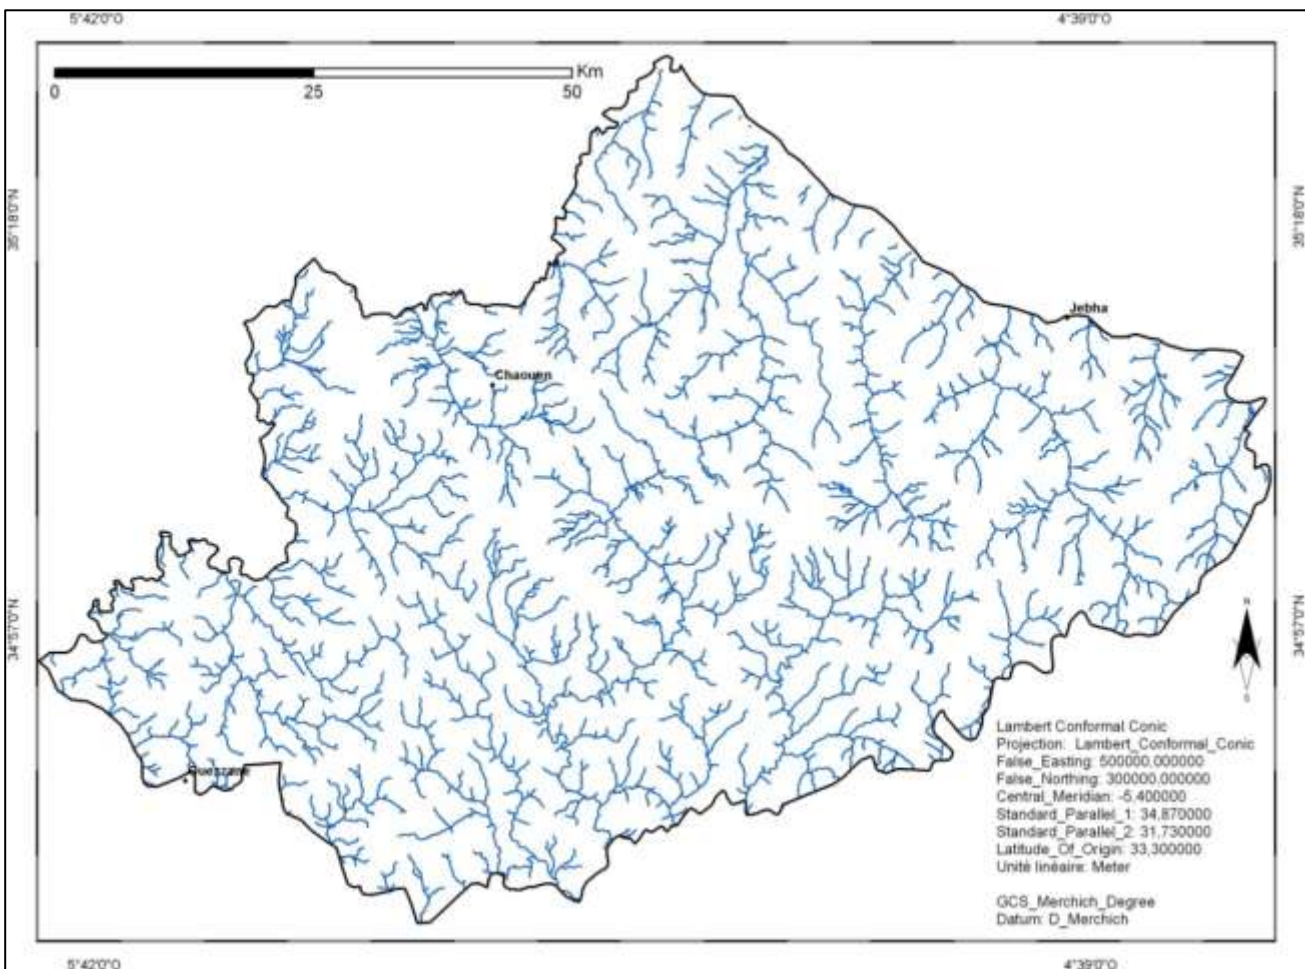 5°42'0"O 4°39'0"O
Km
0 25 50
35°18'0"N 35°18'0"N
Jebha
Chaouen
34°57'0"N 34°57'0"N
N
S
Ouezzane
Lambert Conformal Conic
Projection: Lambert_Conformal_Conic
False_Easting: 500000,000000
False_Northing: 300000,000000
Central_Meridian: -5,400000
Standard_Parallel_1: 34,870000
Standard_Parallel_2: 31,730000
Latitude_Of_Origin: 33,300000
Unité linéaire: Meter
GCS_Merchich_Degree
Datum: D_Merchich
5°42'0"O 4°39'0"O